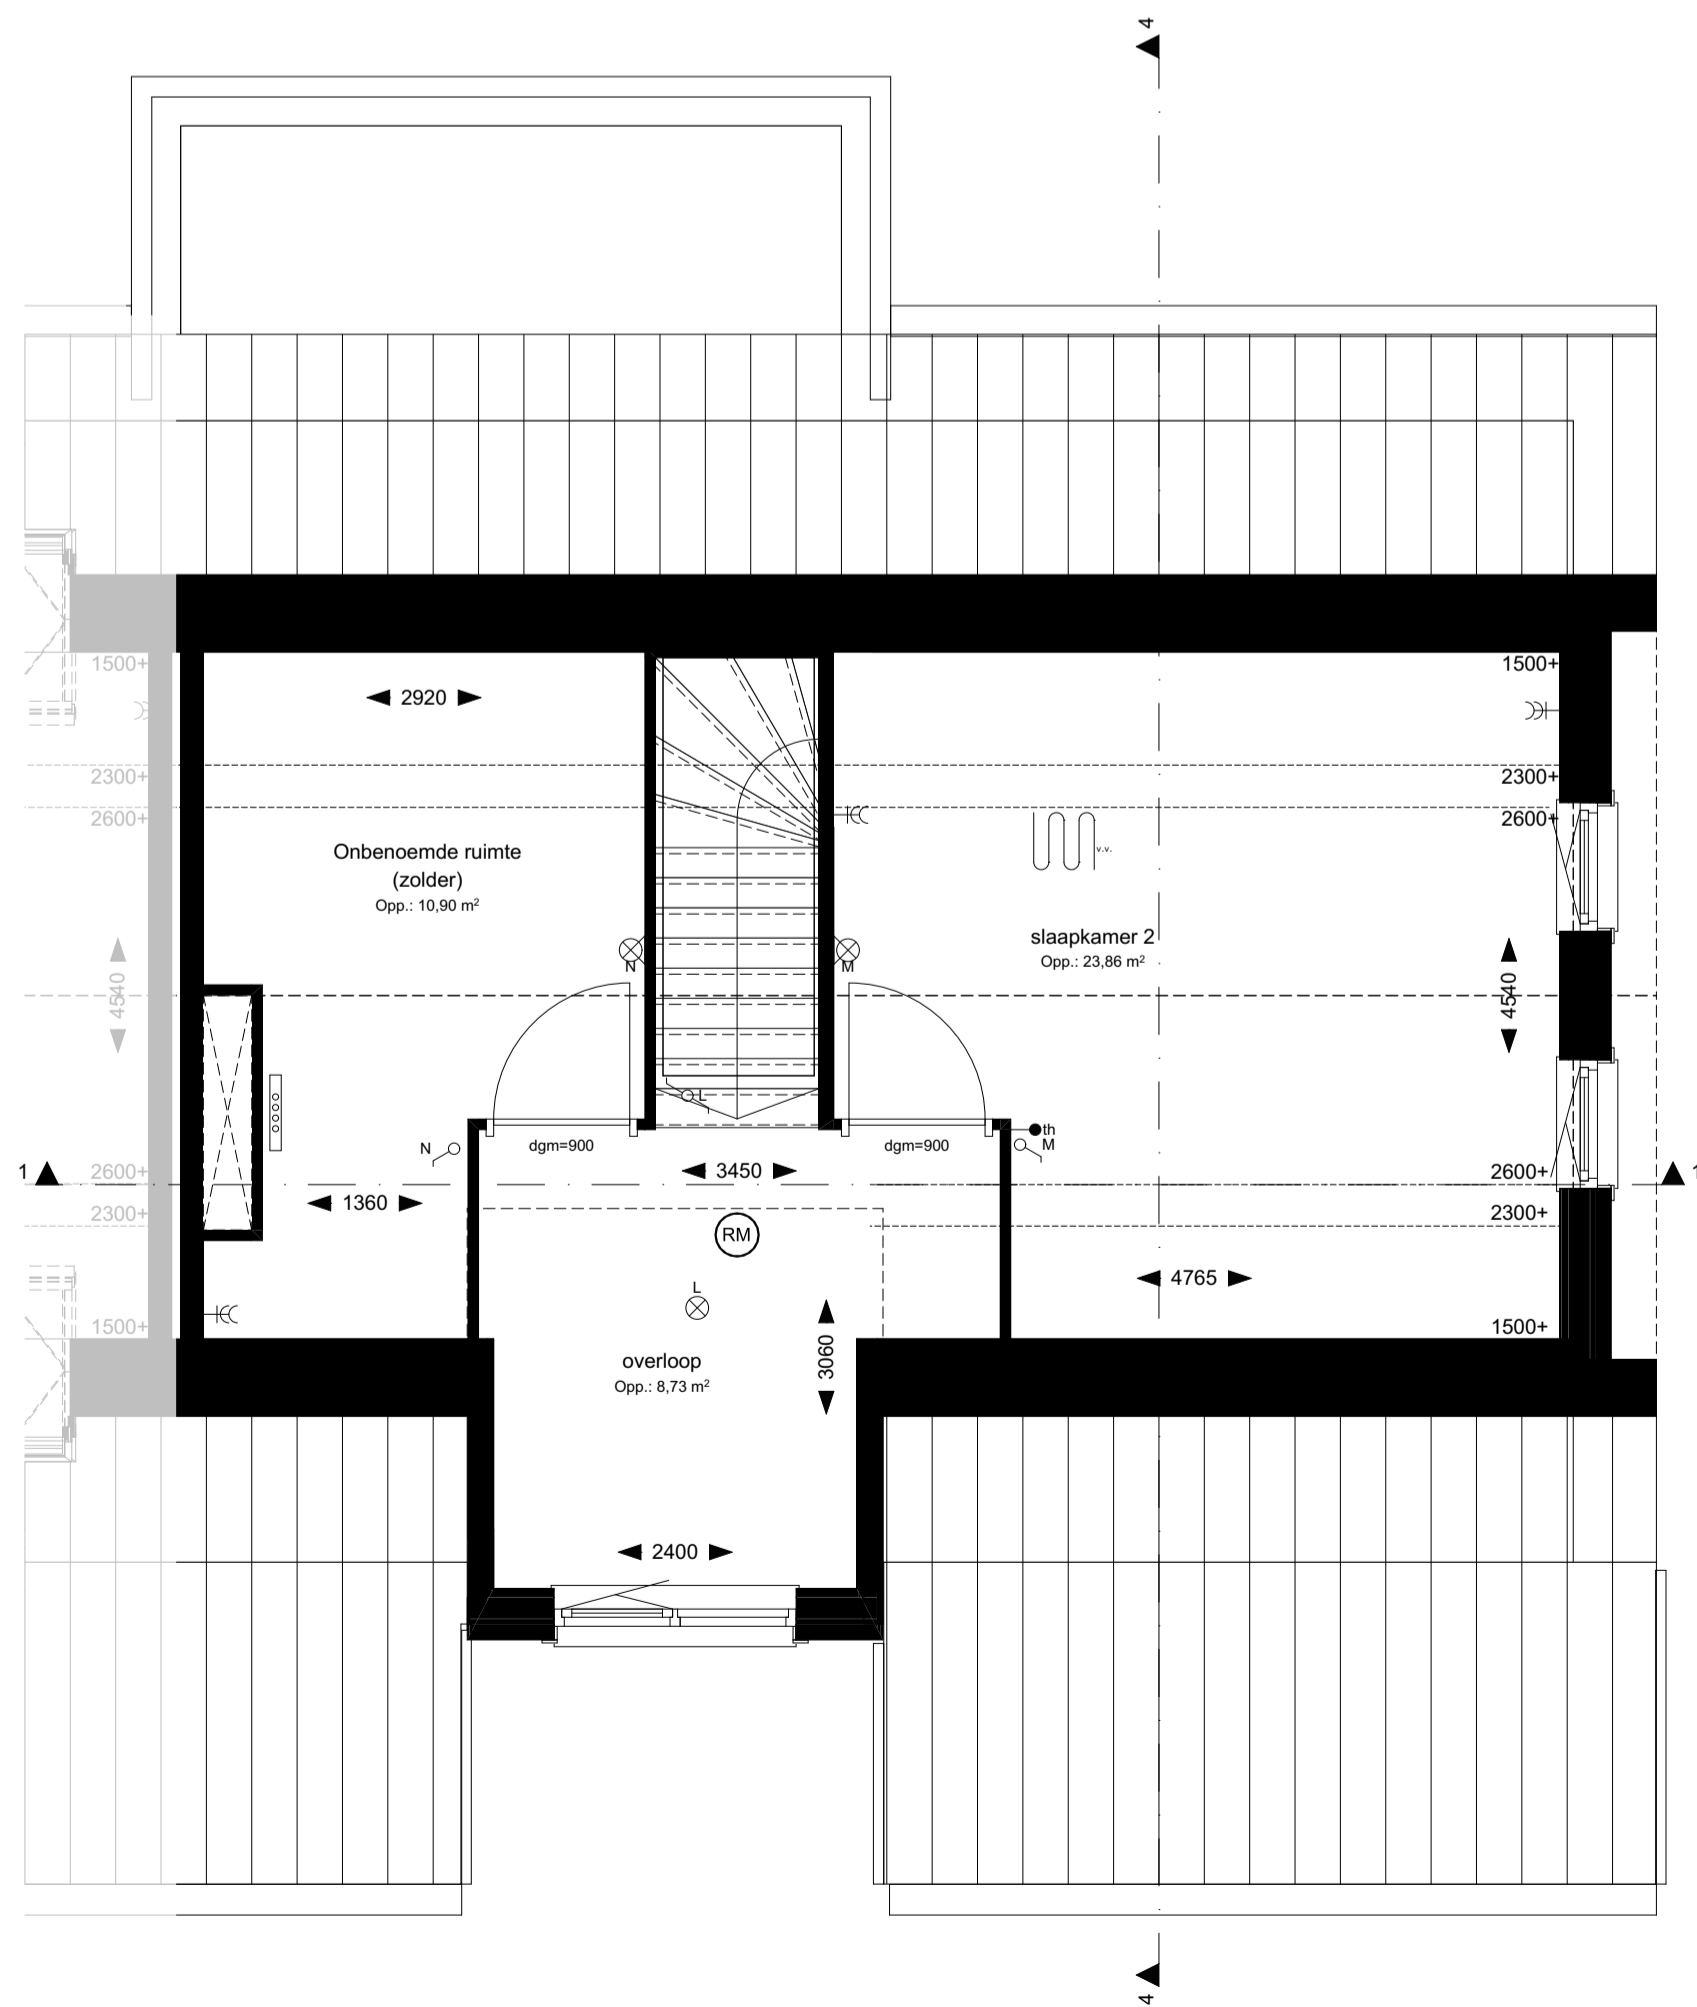 4
1500+
2920
1500+
2300+
2300+
2600+
2600+
v.v.
Onbenoemde ruimte
(zolder)
Opp.: 10,90 m²
slaapkamer 2
Opp.: 23,86 m²
N
M
4540
4540
L
N
dgm=900
dgm=900
th
M
1
2600+
3450
2600+
1
1360
2300+
2300+
RM
4765
L
1500+
1500+
3060
overloop
Opp.: 8,73 m²
2400
4